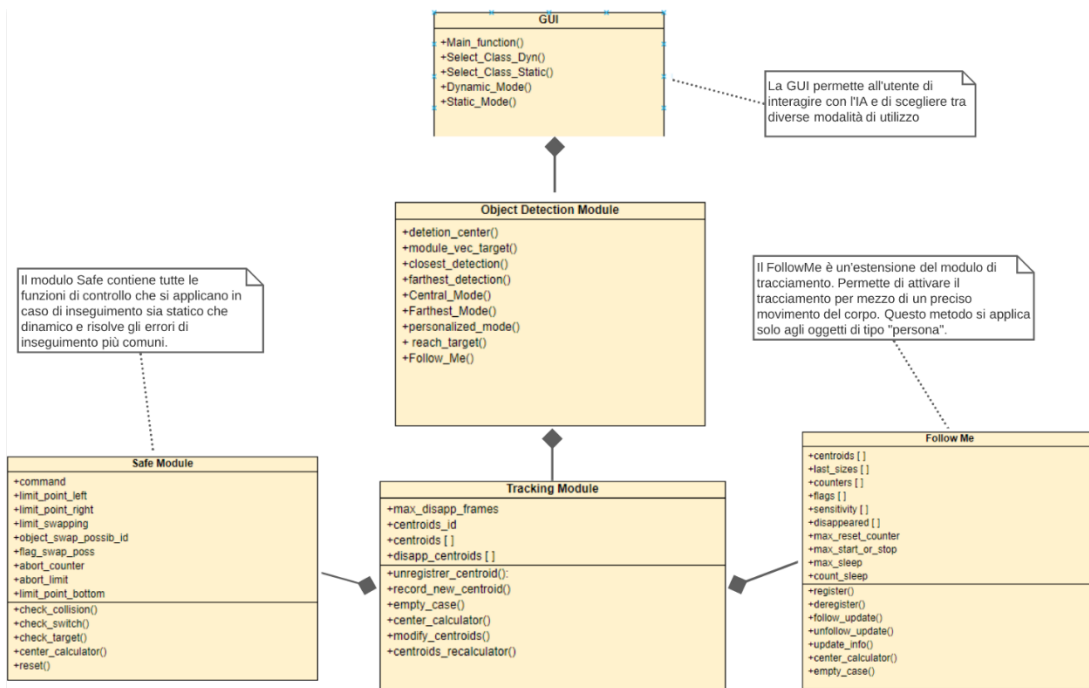 GUI
+Main_function()
+Select_Class_Dyn()
+Select_Class_Static()
+Dynamic_Mode()
+Static_Mode()
La GUI permette all'utente di
interagire con l'IA e di scegliere tra
diverse modalità di utilizzo
Object Detection Module
+detetion_center()
+module_vec_target()
+closest_detection()
+farthest_detection()
+Central_Mode()
+Farthest_Mode()
+personalized_mode()
+ reach_target()
+Follow_Me()
Il modulo Safe contiene tutte le
funzioni di controllo che si applicano in
caso di inseguimento sia statico che
dinamico e risolve gli errori di
inseguimento più comuni.
Il FollowMe è un'estensione del modulo di
tracciamento. Permette di attivare il
tracciamento per mezzo di un preciso
movimento del corpo. Questo metodo si applica
solo agli oggetti di tipo "persona".
Safe Module
+command
+limit_point_left
+limit_point_right
+limit_swapping
+object_swap_possib_id
+flag_swap_poss
+abort_counter
+abort_limit
+limit_point_bottom
+check_collision()
+check_switch()
+check_target()
+center_calculator()
+reset()
Tracking Module
+max_disapp_frames
+centroids_id
+centroids [ ]
+disapp_centroids [ ]
+unregistrer_centroid():
+record_new_centroid()
+empty_case()
+center_calculator()
+modify_centroids()
+centroids_recalculator()
Follow Me
+centroids [ ]
+last_sizes [ ]
+counters [ ]
+flags [ ]
+sensitivity [ ]
+disappeared [ ]
+max_reset_counter
+max_start_or_stop
+max_sleep
+count_sleep
+register()
+deregister()
+follow_update()
+unfollow_update()
+update_info()
+center_calculator()
+empty_case()